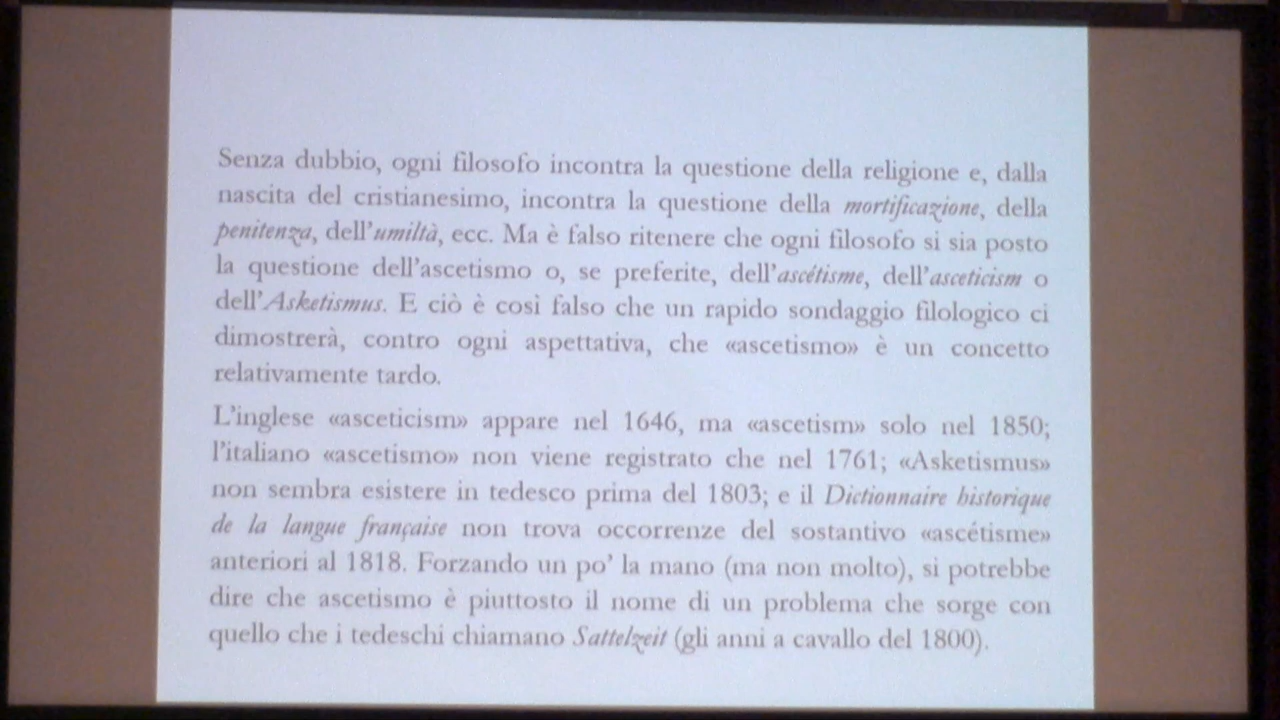 Senza dubbio, ogni filosofo incontra la questione della religione e, dalla
nascita del cristianesimo, incontra la questione della mortificazione, della
penitenza, dell'umiltà, ecc. Ma è falso ritenere che ogni filosofo si sia posto
la questione dell'ascetismo o, se preferite, dell'ascétisme, dell'asceticism o
dell'Asketismus. E ciò è così falso che un rapido sondaggio filologico ci
dimostrerà, contro ogni aspettativa, che «ascetismo» è un concetto
relativamente tardo.
L'inglese «asceticism» appare nel 1646, ma «ascetism» solo nel 1850;
l'italiano «ascetismo» non viene registrato che nel 1761; «Asketismus»
non sembra esistere in tedesco prima del 1803; e il Dictionnaire historique
de la langue française non trova occorrenze del sostantivo «ascétisme»
anteriori al 1818. Forzando un po' la mano (ma non molto), si potrebbe
dire che ascetismo è piuttosto il nome di un problema che sorge con
quello che i tedeschi chiamano Sattelzeit (gli anni a cavallo del 1800).